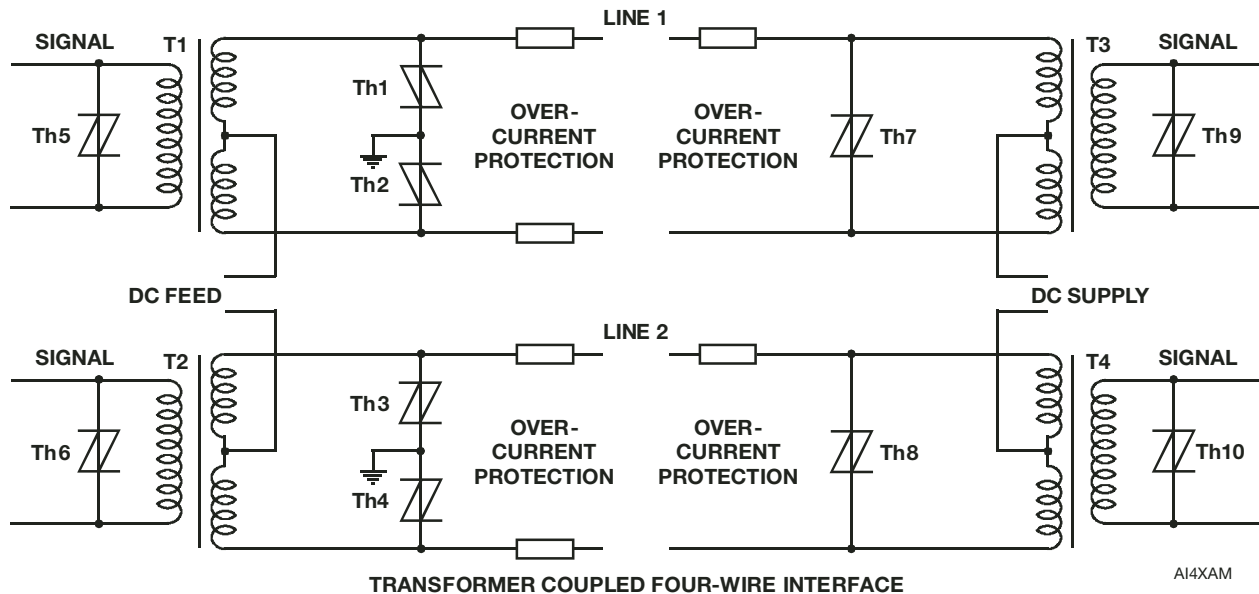 LINE 1
SIGNAL T1
T3 SIGNAL
Th5
Th1
Th2
OVER-
CURRENT
PROTECTION
OVER-
CURRENT
PROTECTION
Th7
Th9
DC FEED
DC SUPPLY
LINE 2
SIGNAL T2
T4 SIGNAL
Th6
Th3
Th4
OVER-
CURRENT
PROTECTION
OVER-
CURRENT
PROTECTION
Th8
Th10
TRANSFORMER COUPLED FOUR-WIRE INTERFACE
AI4XAM